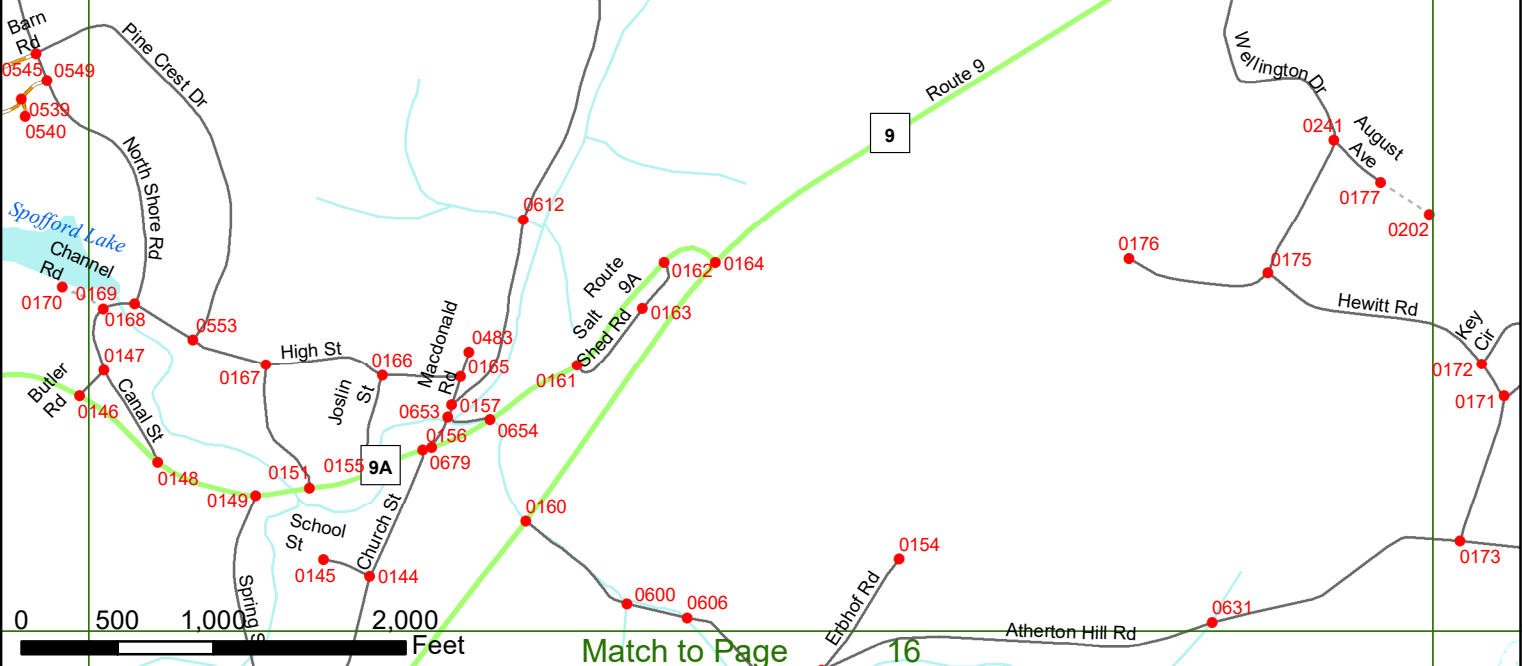 Barn
Rd
Pine Crest Dr
0545
0549
0539
0540
North Shore Rd
Spofford Lake
Channel
Rd
0170
0169
0168
0553
0147
Butler
Rd
0146
Canal St
0148
0167
High St
0166
Joslin
St
Macdonald
Rd
0483
0165
0157
0653
0654
0156
0679
0155
9A
0151
0149
School
St
0145
0144
Church St
Spring S
0612
Route
9A
0162
0164
Salt
Shed Rd
0163
0161
0160
0600
0606
Route 9
9
Wellington Dr
0241
August
Ave
0177
0202
0176
0175
Hewitt Rd
Key
Cir
0172
0171
0173
0154
Erbhof Rd
0631
Atherton Hill Rd
0 500 1,000 2,000
Feet
Match to Page 16